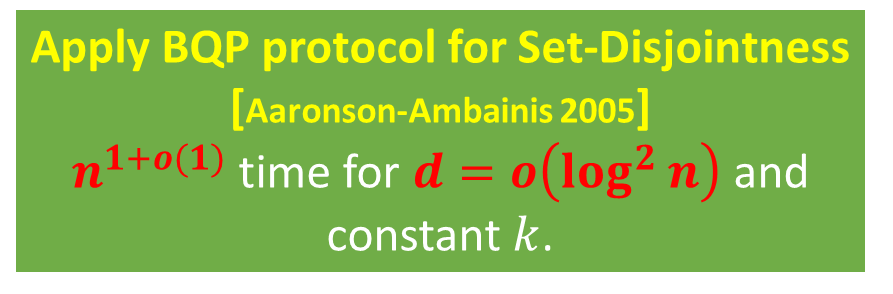 Apply BQP protocol for Set-Disjointness
[Aaronson-Ambainis 2005]
n^{1+o(1)} time for d = o(log² n) and
constant k.